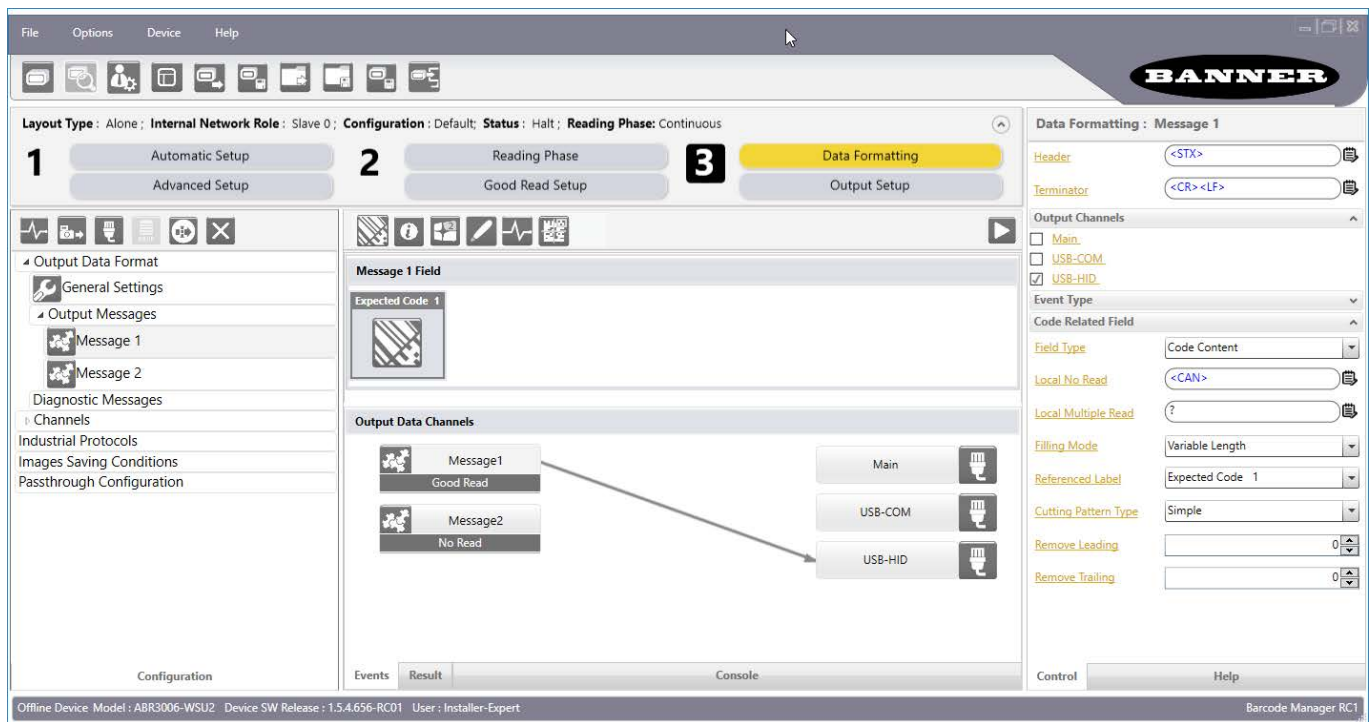 File Options Device Help
BANNER
Layout Type : Alone ; Internal Network Role : Slave 0 ; Configuration : Default; Status : Halt ; Reading Phase: Continuous
1 Automatic Setup
Advanced Setup
2 Reading Phase
Good Read Setup
3 Data Formatting
Output Setup
Output Data Format
General Settings
Output Messages
Message 1
Message 2
Diagnostic Messages
Channels
Industrial Protocols
Images Saving Conditions
Passthrough Configuration
Configuration
Message 1 Field
Expected Code 1
Output Data Channels
Message1
Good Read
Message2
No Read
Main
USB-COM
USB-HID
Events Result Console
Data Formatting : Message 1
Header <STX>
Terminator <CR><LF>
Output Channels
Main
USB-COM
USB-HID
Event Type
Code Related Field
Field Type Code Content
Local No Read <CAN>
Local Multiple Read ?
Filling Mode Variable Length
Referenced Label Expected Code 1
Cutting Pattern Type Simple
Remove Leading 0
Remove Trailing 0
Control Help
Offline Device Model : ABR3006-WSU2 Device SW Release : 1.5.4.656-RC01 User : Installer-Expert Barcode Manager RC1